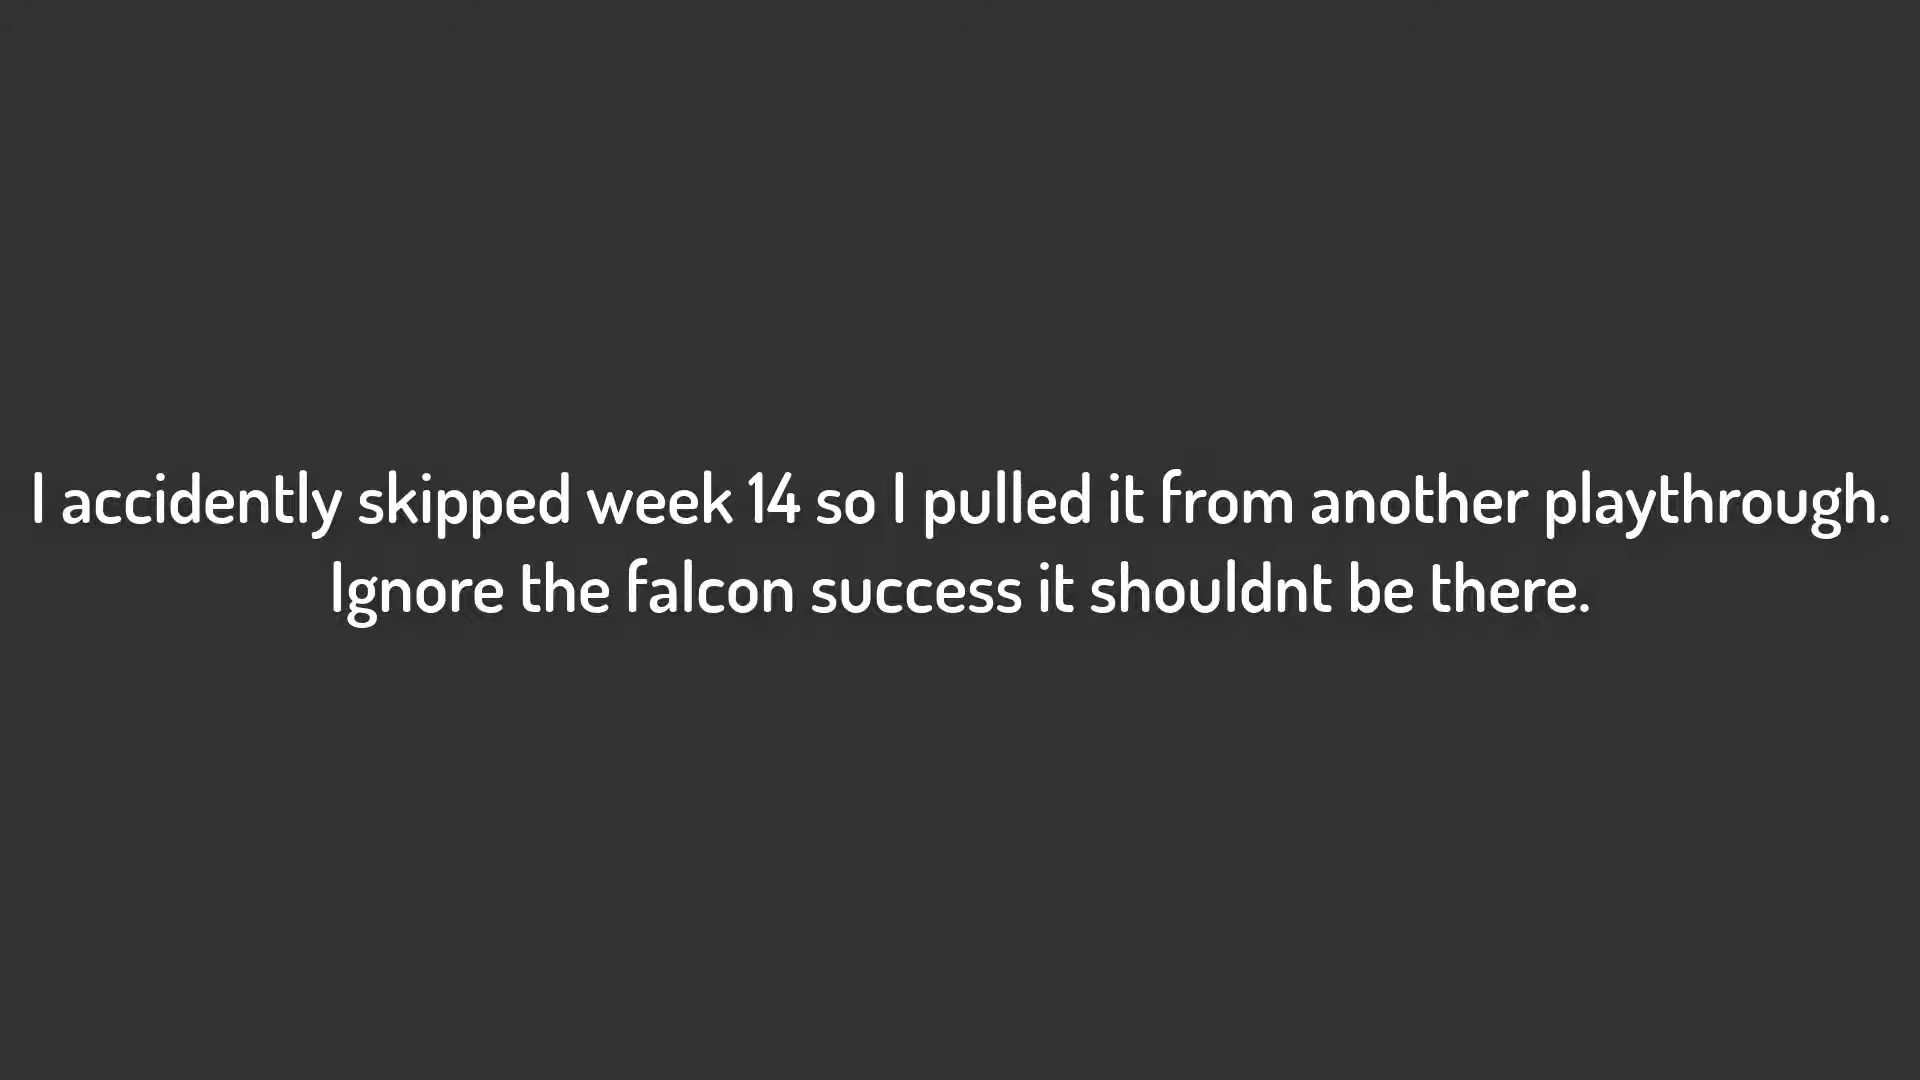 I accidently skipped week 14 so I pulled it from another playthrough.
Ignore the falcon success it shouldnt be there.